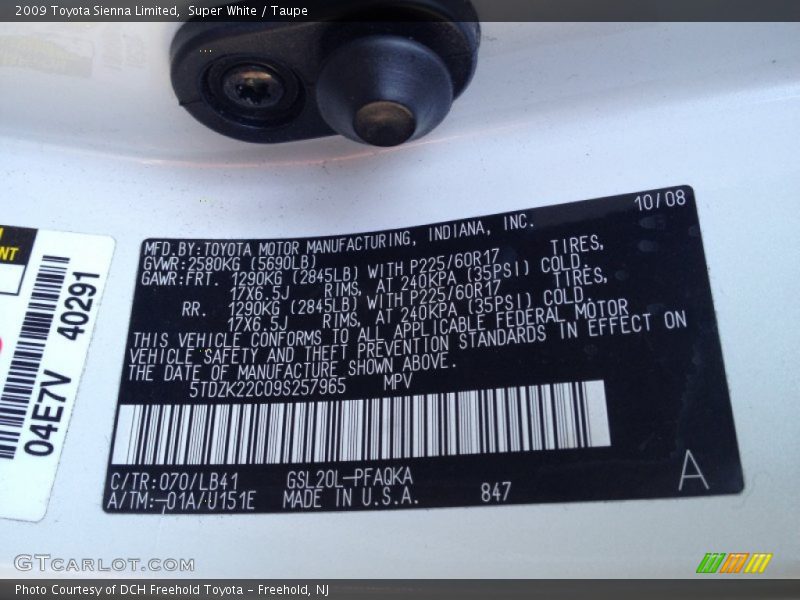 2009 Toyota Sienna Limited, Super White / Taupe
10/08
MFD.BY:TOYOTA MOTOR MANUFACTURING, INDIANA, INC.
GVWR:2580KG (5690LB)
GAWR:FRT. 1290KG (2845LB) WITH P225/60R17 TIRES,
17X6.5J RIMS, AT 240KPA (35PSI) COLD.
RR. 1290KG (2845LB) WITH P225/60R17 TIRES,
17X6.5J RIMS, AT 240KPA (35PSI) COLD.
THIS VEHICLE CONFORMS TO ALL APPLICABLE FEDERAL MOTOR
VEHICLE SAFETY AND THEFT PREVENTION STANDARDS IN EFFECT ON
THE DATE OF MANUFACTURE SHOWN ABOVE.
5TDZK22C09S257965 MPV
C/TR:070/LB41 GSL20L-PFAQKA
A/TM:-01A/U151E MADE IN U.S.A. 847
A
04E7V 40291
GTCARLOT.COM
Photo Courtesy of DCH Freehold Toyota - Freehold, NJ